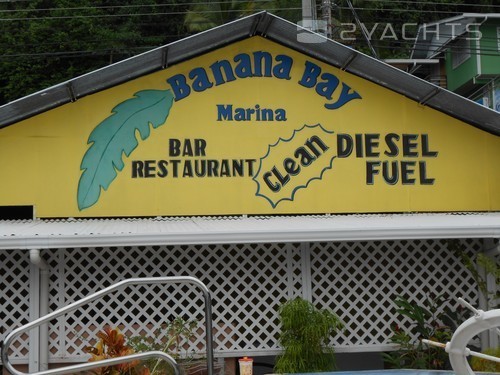 2YACHTS
Banana Bay
Marina
BAR
RESTAURANT
Clean
DIESEL
FUEL